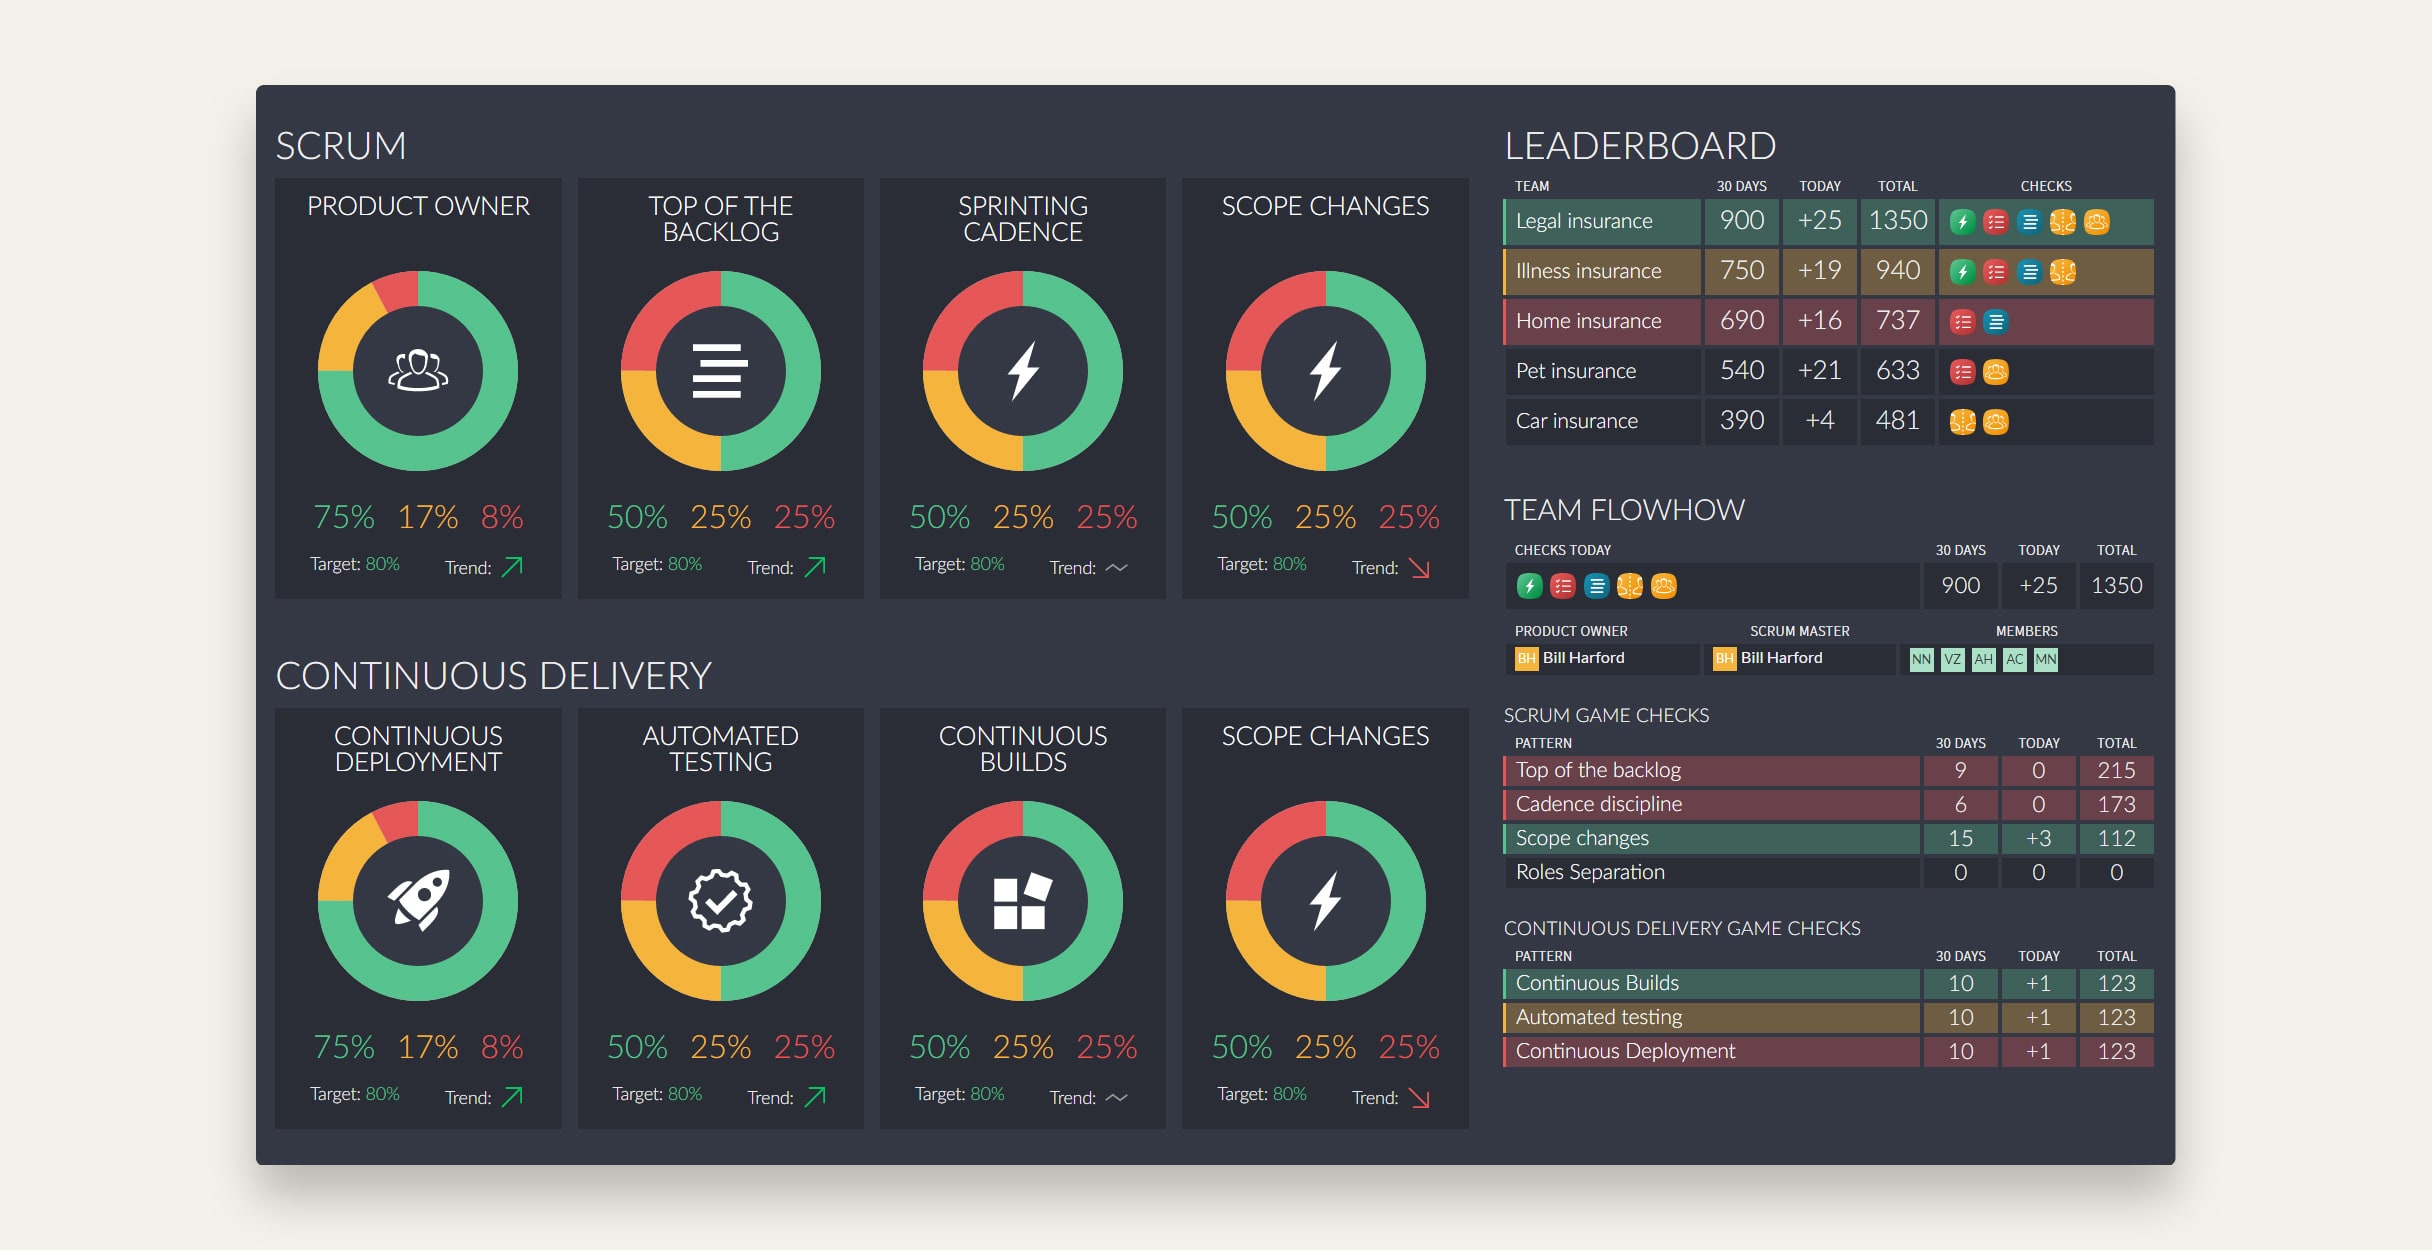 SCRUM
PRODUCT OWNER
75% 17% 8%
Target: 80% Trend:
TOP OF THE
BACKLOG
50% 25% 25%
Target: 80% Trend:
SPRINTING
CADENCE
50% 25% 25%
Target: 80% Trend:
SCOPE CHANGES
50% 25% 25%
Target: 80% Trend:
CONTINUOUS DELIVERY
CONTINUOUS
DEPLOYMENT
75% 17% 8%
Target: 80% Trend:
AUTOMATED
TESTING
50% 25% 25%
Target: 80% Trend:
CONTINUOUS
BUILDS
50% 25% 25%
Target: 80% Trend:
SCOPE CHANGES
50% 25% 25%
Target: 80% Trend:
LEADERBOARD
TEAM 30 DAYS TODAY TOTAL CHECKS
Legal insurance 900 +25 1350
Illness insurance 750 +19 940
Home insurance 690 +16 737
Pet insurance 540 +21 633
Car insurance 390 +4 481
TEAM FLOWHOW
CHECKS TODAY 30 DAYS TODAY TOTAL
900 +25 1350
PRODUCT OWNER SCRUM MASTER MEMBERS
BH Bill Harford BH Bill Harford NN VZ AH AC MN
SCRUM GAME CHECKS
PATTERN 30 DAYS TODAY TOTAL
Top of the backlog 9 0 215
Cadence discipline 6 0 173
Scope changes 15 +3 112
Roles Separation 0 0 0
CONTINUOUS DELIVERY GAME CHECKS
PATTERN 30 DAYS TODAY TOTAL
Continuous Builds 10 +1 123
Automated testing 10 +1 123
Continuous Deployment 10 +1 123